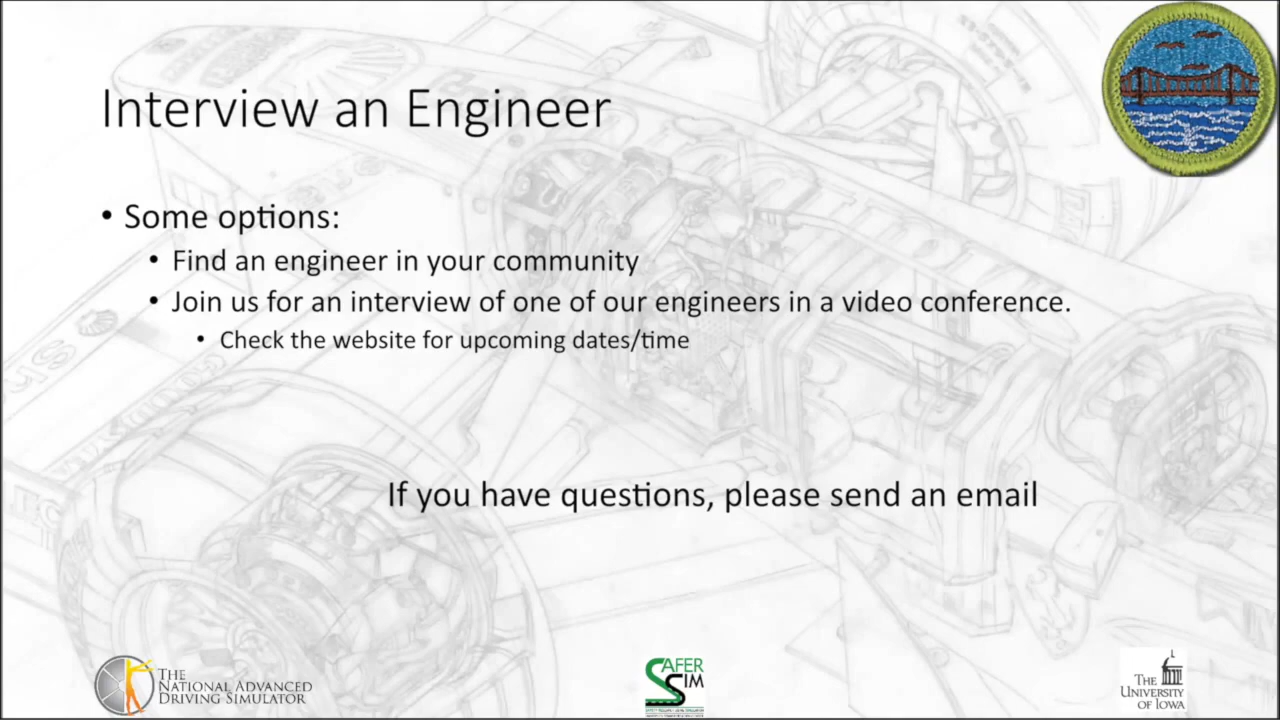 Interview an Engineer
• Some options:
• Find an engineer in your community
• Join us for an interview of one of our engineers in a video conference.
• Check the website for upcoming dates/time
If you have questions, please send an email
THE
NATIONAL ADVANCED
DRIVING SIMULATOR
SAFER
SIM
THE
UNIVERSITY
OF IOWA